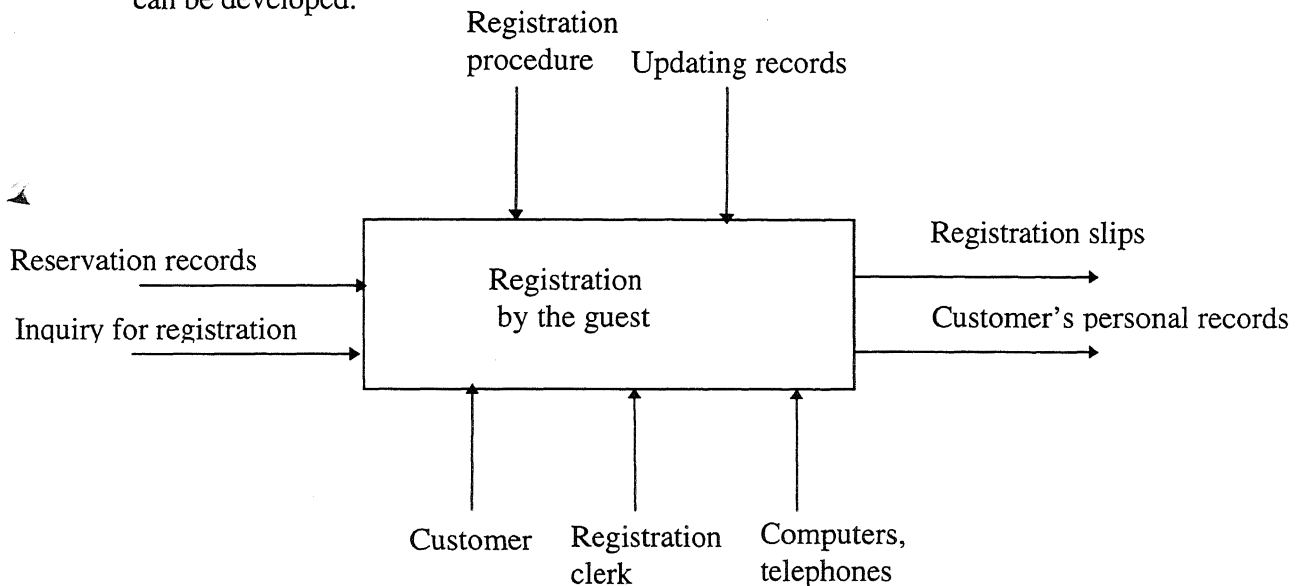 can be developed.
Registration
procedure
Updating records
Reservation records
Inquiry for registration
Registration
by the guest
Registration slips
Customer's personal records
Customer
Registration
clerk
Computers,
telephones